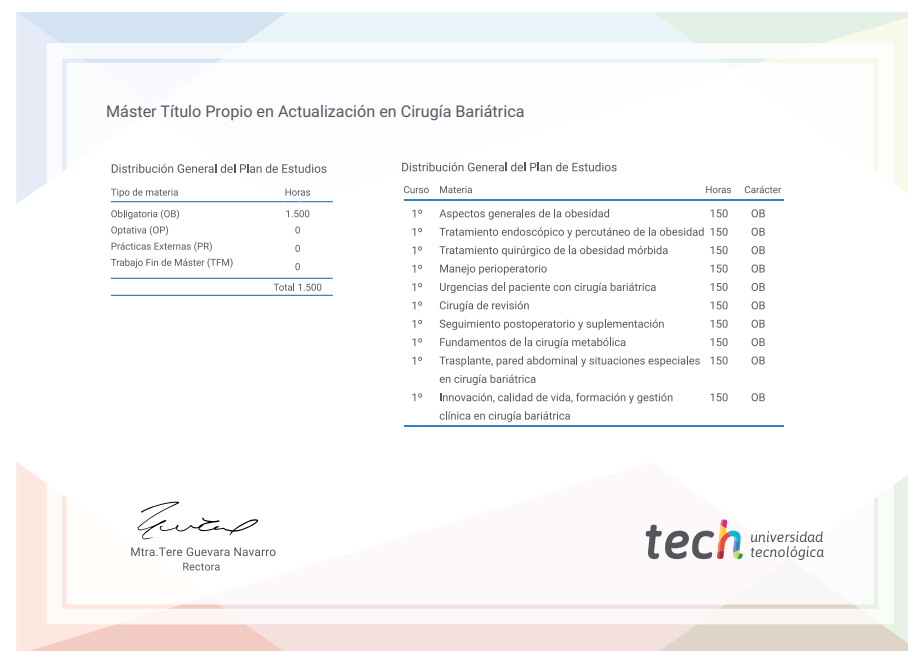 Máster Título Propio en Actualización en Cirugía Bariátrica
Distribución General del Plan de Estudios
Tipo de materia Horas
Obligatoria (OB) 1.500
Optativa (OP) 0
Prácticas Externas (PR) 0
Trabajo Fin de Máster (TFM) 0
Total 1.500
Distribución General del Plan de Estudios
Curso Materia Horas Carácter
1º Aspectos generales de la obesidad 150 OB
1º Tratamiento endoscópico y percutáneo de la obesidad 150 OB
1º Tratamiento quirúrgico de la obesidad mórbida 150 OB
1º Manejo perioperatorio 150 OB
1º Urgencias del paciente con cirugía bariátrica 150 OB
1º Cirugía de revisión 150 OB
1º Seguimiento postoperatorio y suplementación 150 OB
1º Fundamentos de la cirugía metabólica 150 OB
1º Trasplante, pared abdominal y situaciones especiales 150 OB
en cirugía bariátrica
1º Innovación, calidad de vida, formación y gestión 150 OB
clínica en cirugía bariátrica
Mtra.Tere Guevara Navarro
Rectora
tech universidad
tecnológica